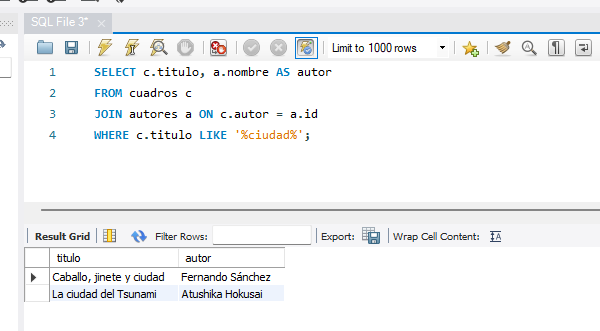 SQL File 3*
Limit to 1000 rows
1 SELECT c.titulo, a.nombre AS autor
2 FROM cuadros c
3 JOIN autores a ON c.autor = a.id
4 WHERE c.titulo LIKE '%ciudad%';
Result Grid Filter Rows: Export: Wrap Cell Content:
titulo autor
Caballo, jinete y ciudad Fernando Sánchez
La ciudad del Tsunami Atushika Hokusai